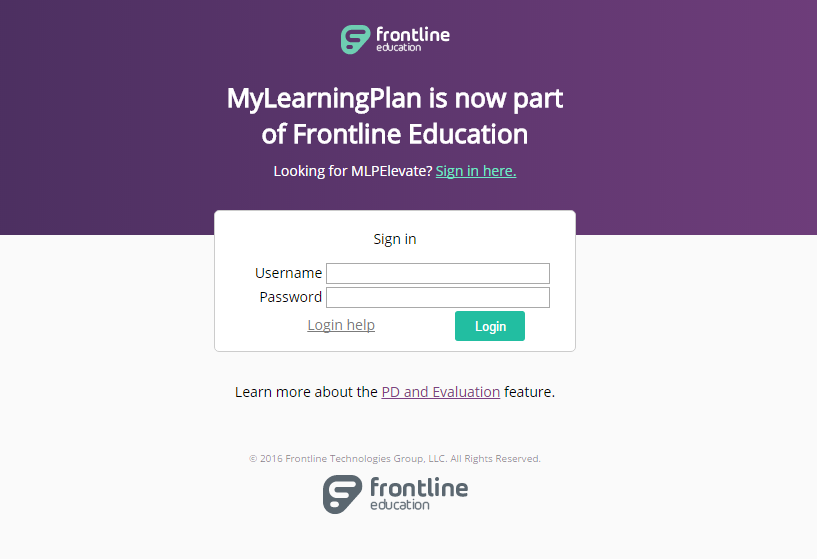 frontline
education
MyLearningPlan is now part
of Frontline Education
Looking for MLPElevate? Sign in here.
Sign in
Username
Password
Login help
Login
Learn more about the PD and Evaluation feature.
© 2016 Frontline Technologies Group, LLC. All Rights Reserved.
frontline
education